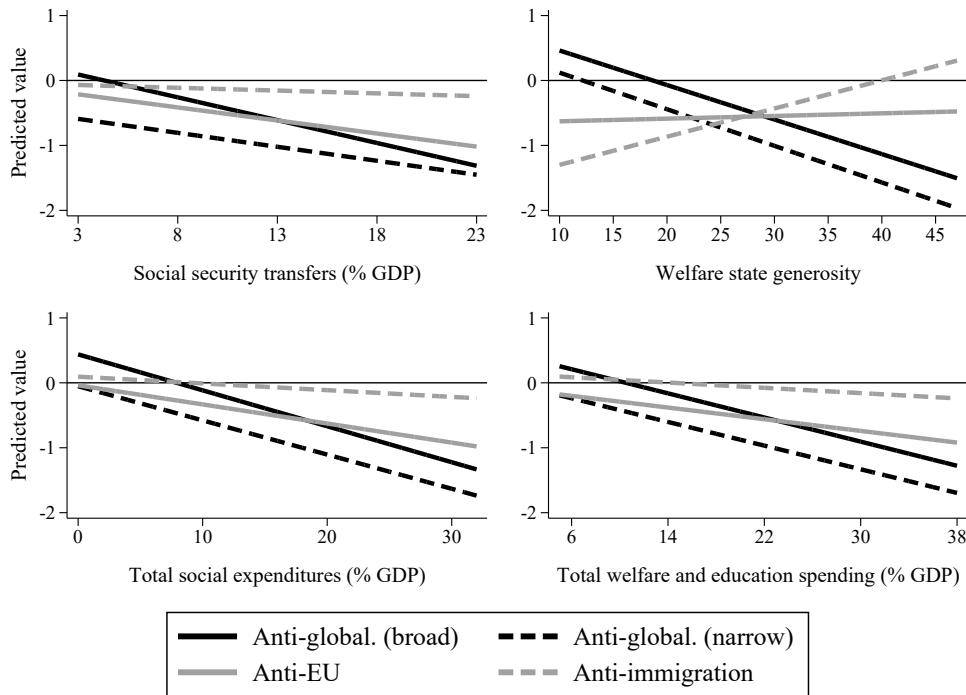 1
0
-1
-2
Predicted value
3 8 13 18 23
Social security transfers (% GDP)
1
0
-1
-2
10 15 20 25 30 35 40 45
Welfare state generosity
1
0
-1
-2
Predicted value
0 10 20 30
Total social expenditures (% GDP)
1
0
-1
-2
6 14 22 30 38
Total welfare and education spending (% GDP)
Anti-global. (broad) Anti-global. (narrow)
Anti-EU Anti-immigration